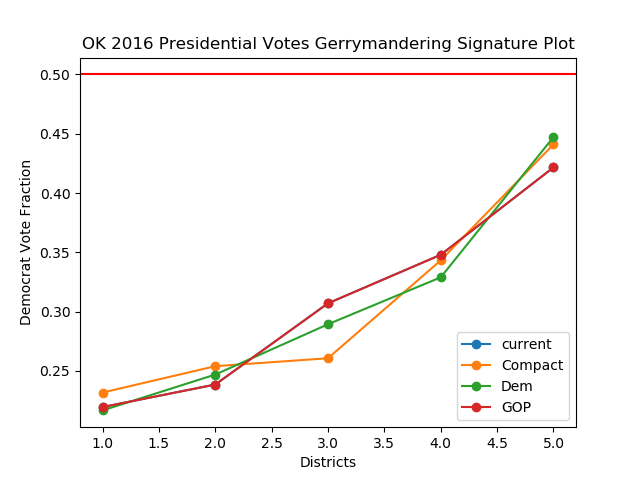 OK 2016 Presidential Votes Gerrymandering Signature Plot
0.50
0.45
0.40
0.35
0.30
0.25
Democrat Vote Fraction
current
Compact
Dem
GOP
1.0 1.5 2.0 2.5 3.0 3.5 4.0 4.5 5.0
Districts